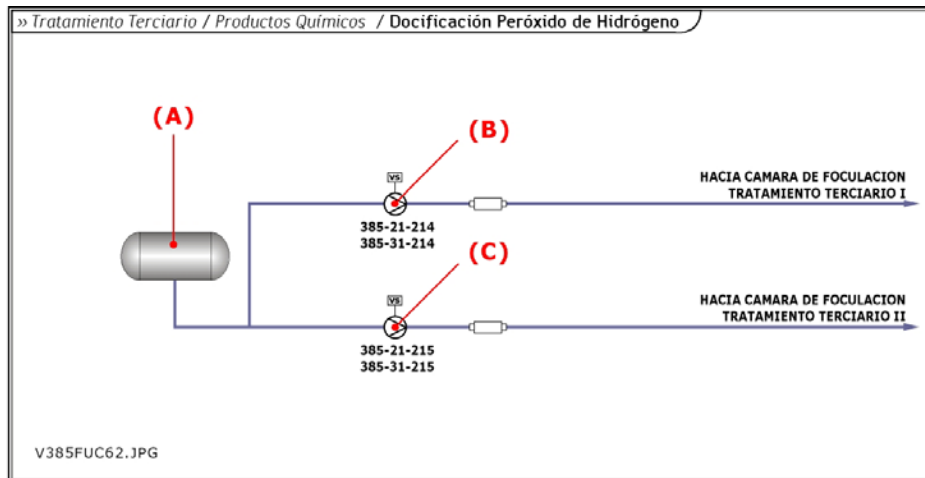 » Tratamiento Terciario / Productos Químicos / Docificación Peróxido de Hidrógeno
(A)
(B)
VS
HACIA CAMARA DE FOCULACION
TRATAMIENTO TERCIARIO I
385-21-214
385-31-214
(C)
VS
HACIA CAMARA DE FOCULACION
TRATAMIENTO TERCIARIO II
385-21-215
385-31-215
V385FUC62.JPG